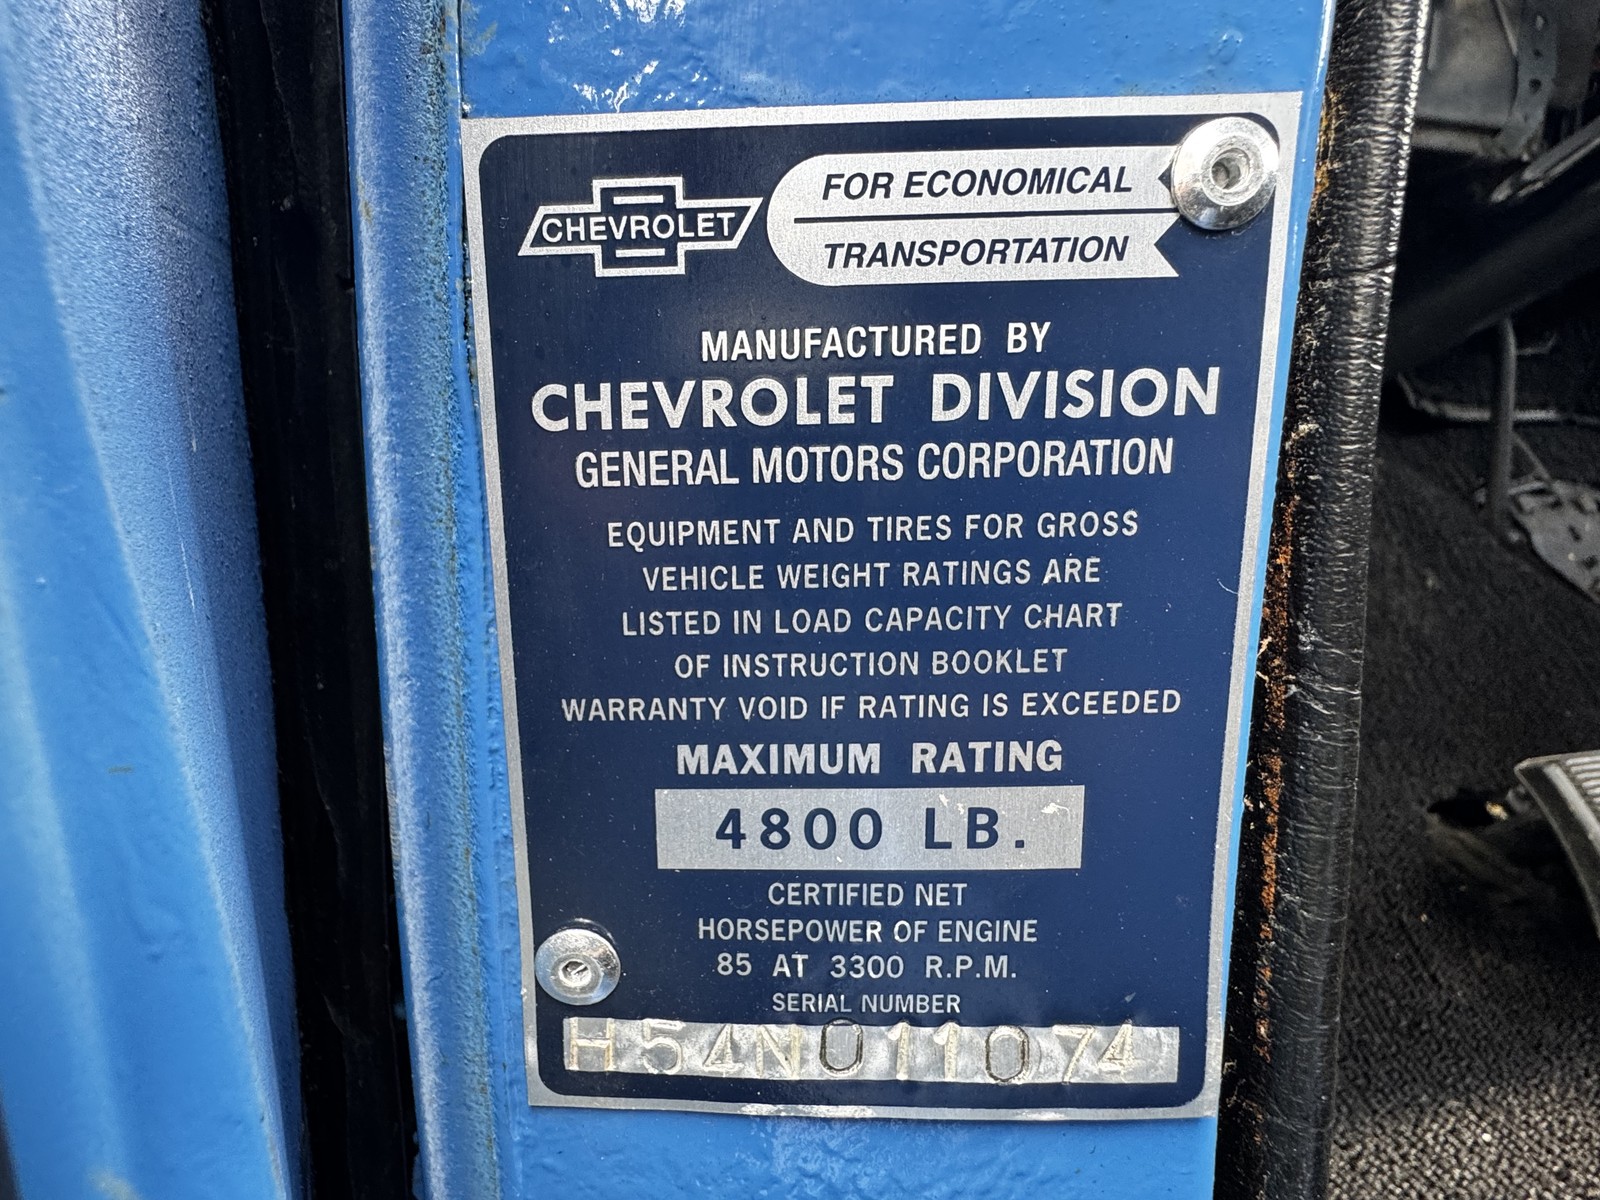 CHEVROLET
FOR ECONOMICAL
TRANSPORTATION
MANUFACTURED BY
CHEVROLET DIVISION
GENERAL MOTORS CORPORATION
EQUIPMENT AND TIRES FOR GROSS
VEHICLE WEIGHT RATINGS ARE
LISTED IN LOAD CAPACITY CHART
OF INSTRUCTION BOOKLET
WARRANTY VOID IF RATING IS EXCEEDED
MAXIMUM RATING
4800 LB.
CERTIFIED NET
HORSEPOWER OF ENGINE
85 AT 3300 R.P.M.
SERIAL NUMBER
H54N011074